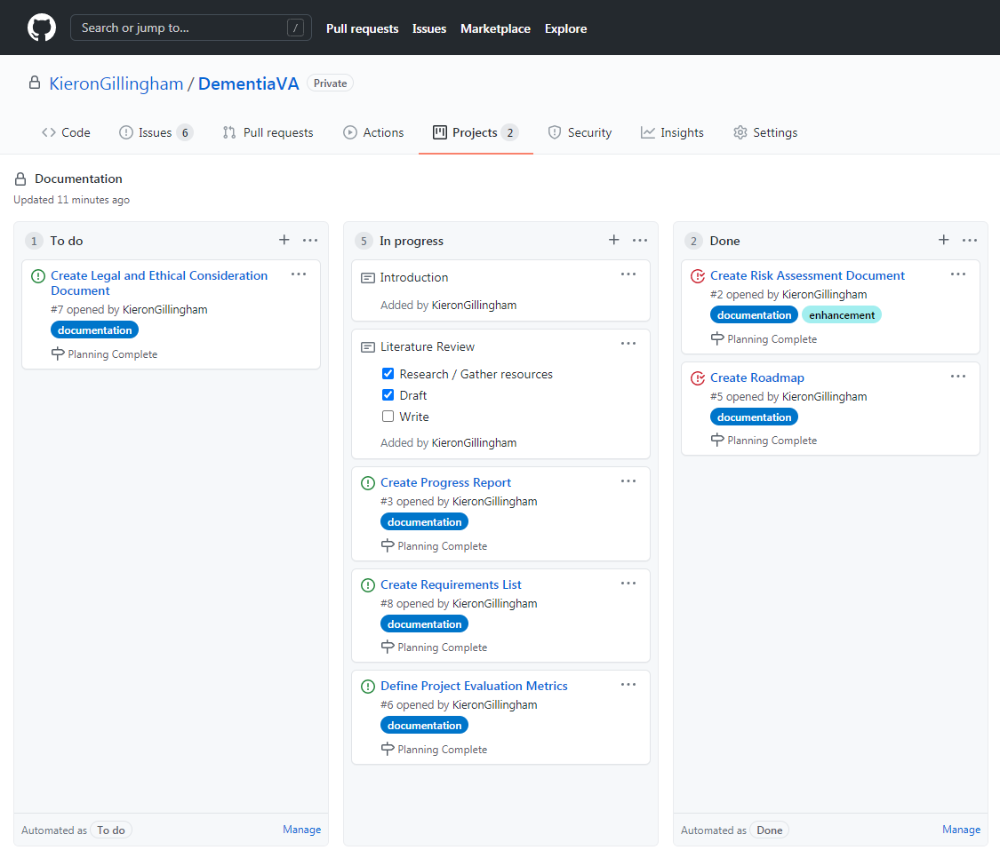 Search or jump to...
/
Pull requests
Issues
Marketplace
Explore
KieronGillingham / DementiaVA
Private
Code
Issues 6
Pull requests
Actions
Projects 2
Security
Insights
Settings
Documentation
Updated 11 minutes ago
1 To do
Create Legal and Ethical Consideration
Document
#7 opened by KieronGillingham
documentation
Planning Complete
Automated as To do
Manage
5 In progress
Introduction
Added by KieronGillingham
Literature Review
Research / Gather resources
Draft
Write
Added by KieronGillingham
Create Progress Report
#3 opened by KieronGillingham
documentation
Planning Complete
Create Requirements List
#8 opened by KieronGillingham
documentation
Planning Complete
Define Project Evaluation Metrics
#6 opened by KieronGillingham
documentation
Planning Complete
2 Done
Create Risk Assessment Document
#2 opened by KieronGillingham
documentation enhancement
Planning Complete
Create Roadmap
#5 opened by KieronGillingham
documentation
Planning Complete
Automated as Done
Manage